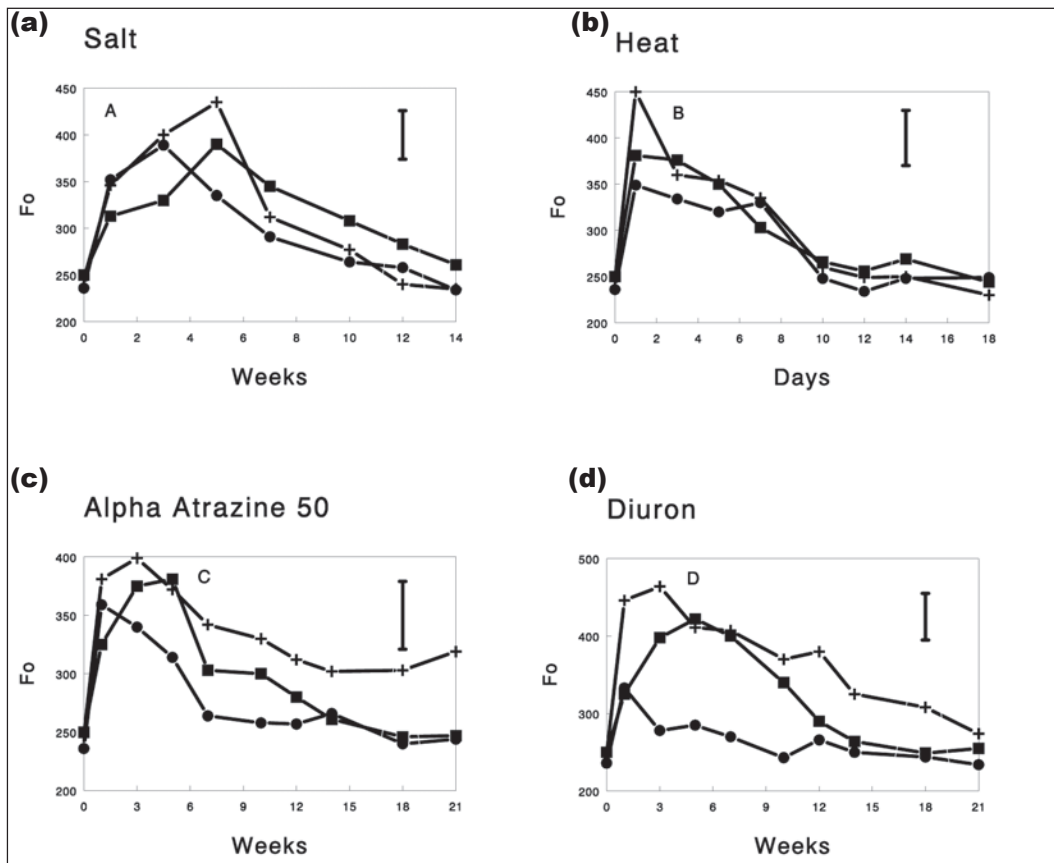 (a)
Salt
450
400
350
300
250
200
Fo
A
0 2 4 6 8 10 12 14
Weeks
(b)
Heat
450
400
350
300
250
200
Fo
B
0 2 4 6 8 10 12 14 16 18
Days
(c)
Alpha Atrazine 50
400
350
300
250
200
Fo
C
0 3 6 9 12 15 18 21
Weeks
(d)
Diuron
500
400
300
200
Fo
D
0 3 6 9 12 15 18 21
Weeks